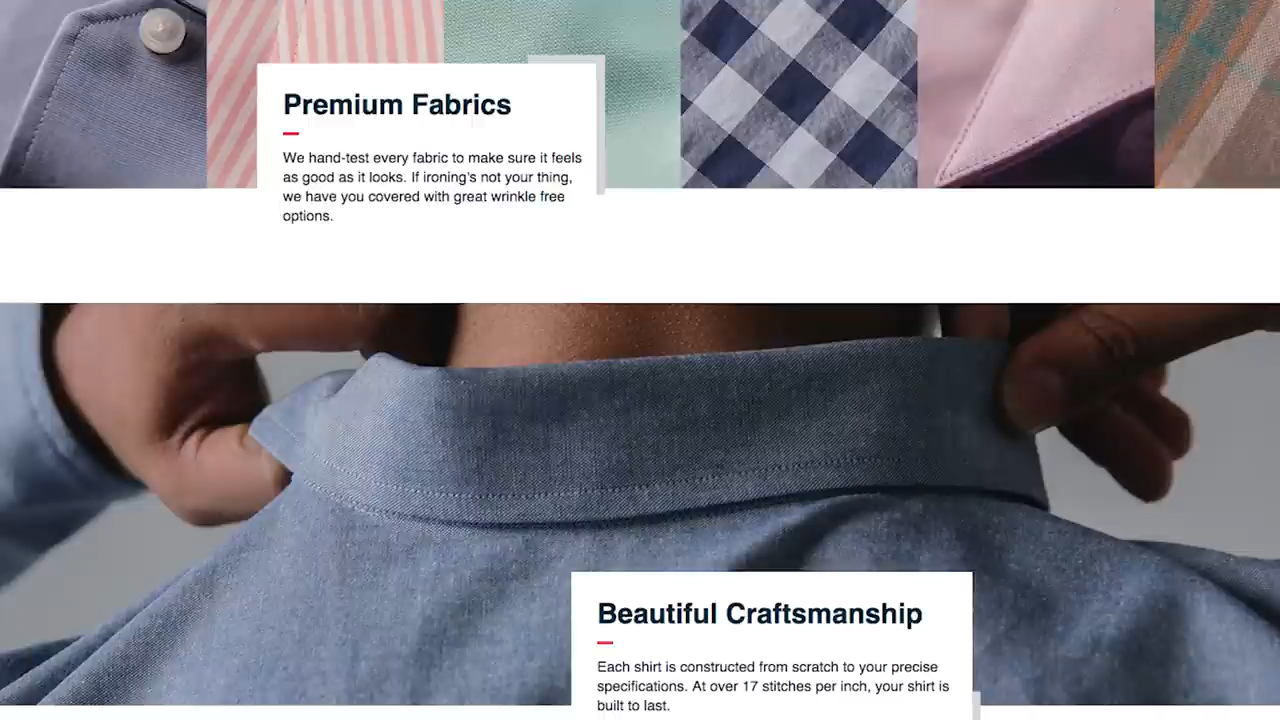 Premium Fabrics
We hand-test every fabric to make sure it feels
as good as it looks. If ironing's not your thing,
we have you covered with great wrinkle free
options.
Beautiful Craftsmanship
Each shirt is constructed from scratch to your precise
specifications. At over 17 stitches per inch, your shirt is
built to last.